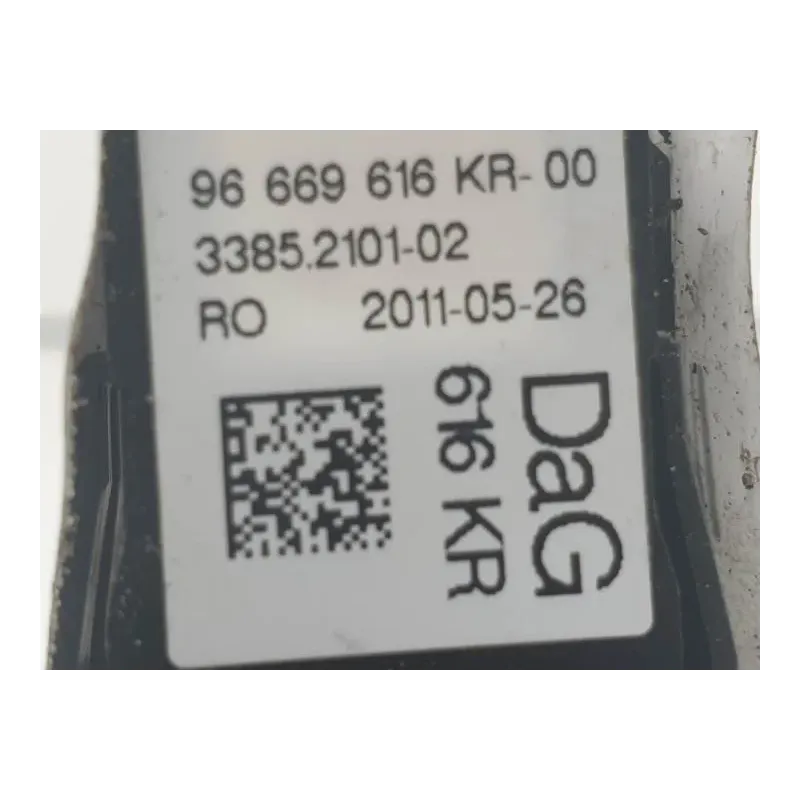 96 669 616 KR-00
3385.2101-02
RO 2011-05-26
DaG
616 KR